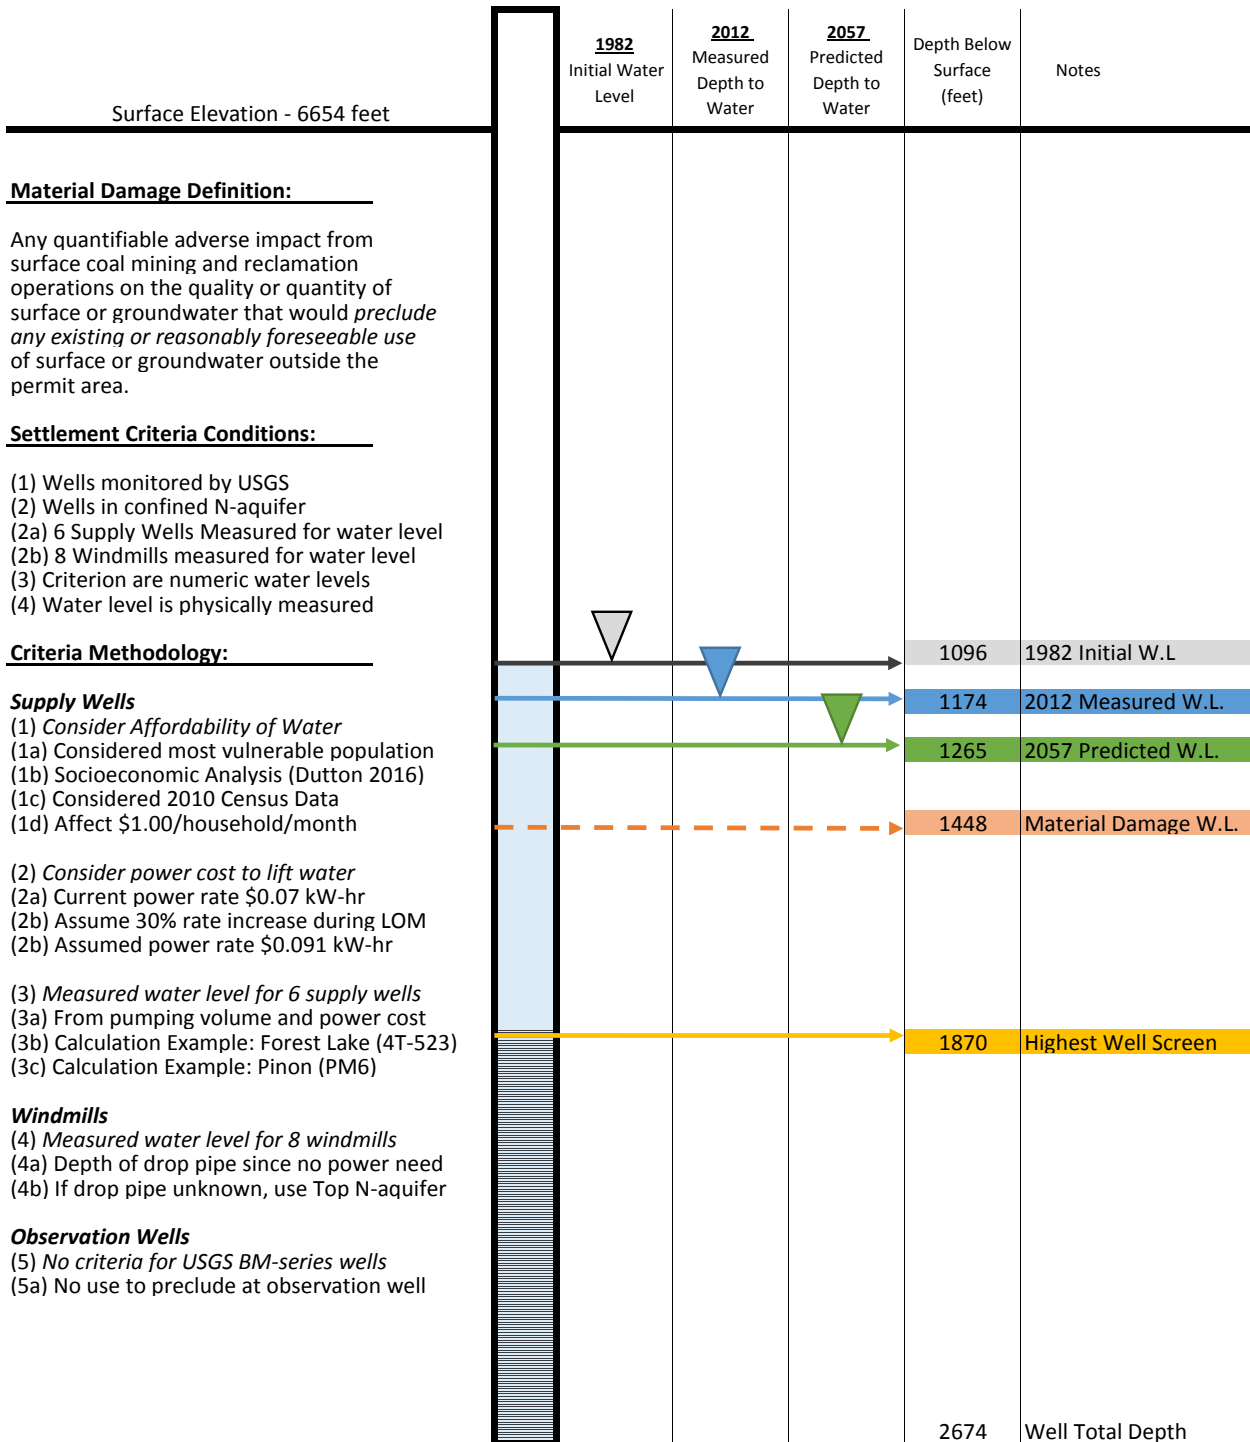 1982
Initial Water
Level
2012
Measured
Depth to
Water
2057
Predicted
Depth to
Water
Depth Below
Surface
(feet)
Notes
Surface Elevation - 6654 feet
Material Damage Definition:
Any quantifiable adverse impact from
surface coal mining and reclamation
operations on the quality or quantity of
surface or groundwater that would preclude
any existing or reasonably foreseeable use
of surface or groundwater outside the
permit area.
Settlement Criteria Conditions:
(1) Wells monitored by USGS
(2) Wells in confined N-aquifer
(2a) 6 Supply Wells Measured for water level
(2b) 8 Windmills measured for water level
(3) Criterion are numeric water levels
(4) Water level is physically measured
Criteria Methodology:
1096 1982 Initial W.L
Supply Wells
1174 2012 Measured W.L.
(1) Consider Affordability of Water
(1a) Considered most vulnerable population
1265 2057 Predicted W.L.
(1b) Socioeconomic Analysis (Dutton 2016)
(1c) Considered 2010 Census Data
(1d) Affect $1.00/household/month
1448 Material Damage W.L.
(2) Consider power cost to lift water
(2a) Current power rate $0.07 kW-hr
(2b) Assume 30% rate increase during LOM
(2b) Assumed power rate $0.091 kW-hr
(3) Measured water level for 6 supply wells
(3a) From pumping volume and power cost
(3b) Calculation Example: Forest Lake (4T-523)
1870 Highest Well Screen
(3c) Calculation Example: Pinon (PM6)
Windmills
(4) Measured water level for 8 windmills
(4a) Depth of drop pipe since no power need
(4b) If drop pipe unknown, use Top N-aquifer
Observation Wells
(5) No criteria for USGS BM-series wells
(5a) No use to preclude at observation well
2674 Well Total Depth